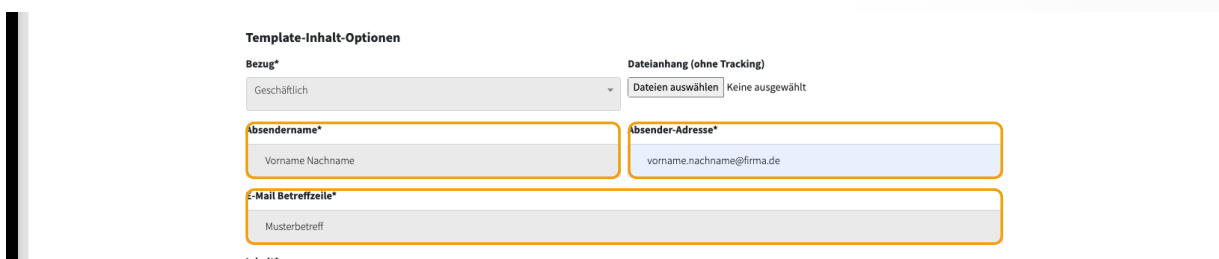 Template-Inhalt-Optionen
Bezug*
Dateianhang (ohne Tracking)
Geschäftlich
Dateien auswählen Keine ausgewählt
Absendername*
Absender-Adresse*
Vorname Nachname
vorname.nachname@firma.de
E-Mail Betreffzeile*
Musterbetreff